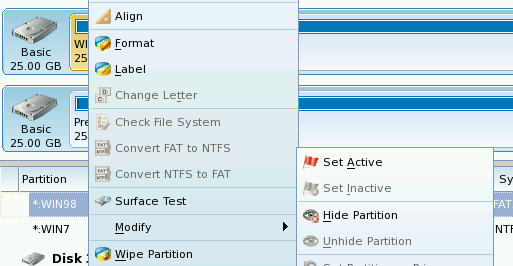 Align
Basic
25.00 GB
WI
25
Format
Label
Change Letter
Basic
25.00 GB
Pre
25
Check File System
Convert FAT to NTFS
Convert NTFS to FAT
Set Active
Partition
Sy
Set Inactive
*:WIN98
Surface Test
FAT
Hide Partition
*:WIN7
Modify
NTF
Unhide Partition
Disk
Wipe Partition